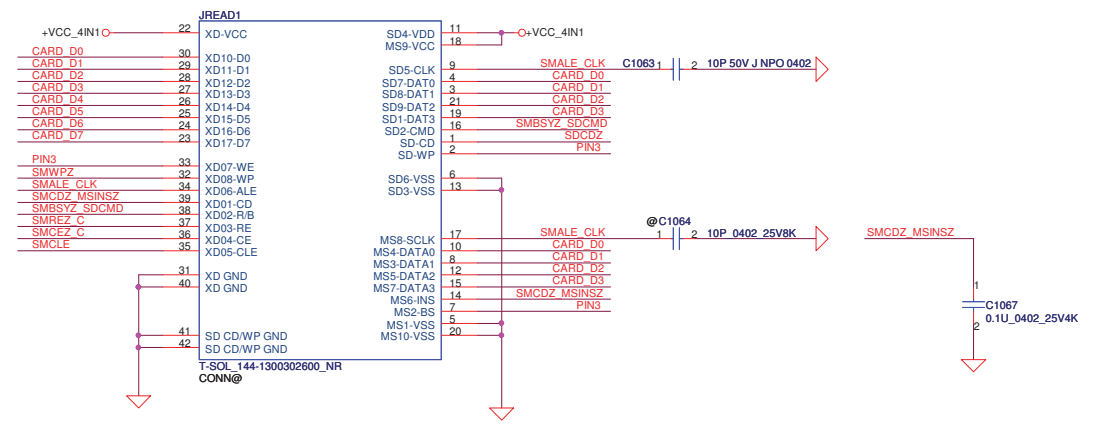 JREAD1
+VCC_4IN1 22 XD-VCC
CARD_D0 30 XD10-D0
CARD_D1 29 XD11-D1
CARD_D2 28 XD12-D2
CARD_D3 27 XD13-D3
CARD_D4 26 XD14-D4
CARD_D5 25 XD15-D5
CARD_D6 24 XD16-D6
CARD_D7 23 XD17-D7
PIN3 33 XD07-WE
SMWPZ 32 XD08-WP
SMALE_CLK 34 XD06-ALE
SMCDZ_MSINSZ 39 XD01-CD
SMBSYZ_SDCMD 38 XD02-R/B
SMREZ_C 37 XD03-RE
SMCEZ_C 36 XD04-CE
SMCLE 35 XD05-CLE
31 XD GND
40 XD GND
41 SD CD/WP GND
42 SD CD/WP GND
SD4-VDD 11 +VCC_4IN1
MS9-VCC 18
SD5-CLK 9 SMALE_CLK C1063 1 2 10P 50V J NPO 0402
SD7-DAT0 4 CARD_D0
SD8-DAT1 3 CARD_D1
SD9-DAT2 21 CARD_D2
SD1-DAT3 19 CARD_D3
SD2-CMD 16 SMBSYZ_SDCMD
SD-CD 1 SDCDZ
SD-WP 2 PIN3
SD6-VSS 6
SD3-VSS 13
@C1064
MS8-SCLK 17 SMALE_CLK 1 2 10P_0402_25V8K
MS4-DATA0 10 CARD_D0
MS3-DATA1 8 CARD_D1
MS5-DATA2 12 CARD_D2
MS7-DATA3 15 CARD_D3
MS6-INS 14 SMCDZ_MSINSZ
MS2-BS 7 PIN3
MS1-VSS 5
MS10-VSS 20
T-SOL_144-1300302600_NR
CONN@
SMCDZ_MSINSZ
1
C1067
0.1U_0402_25V4K
2